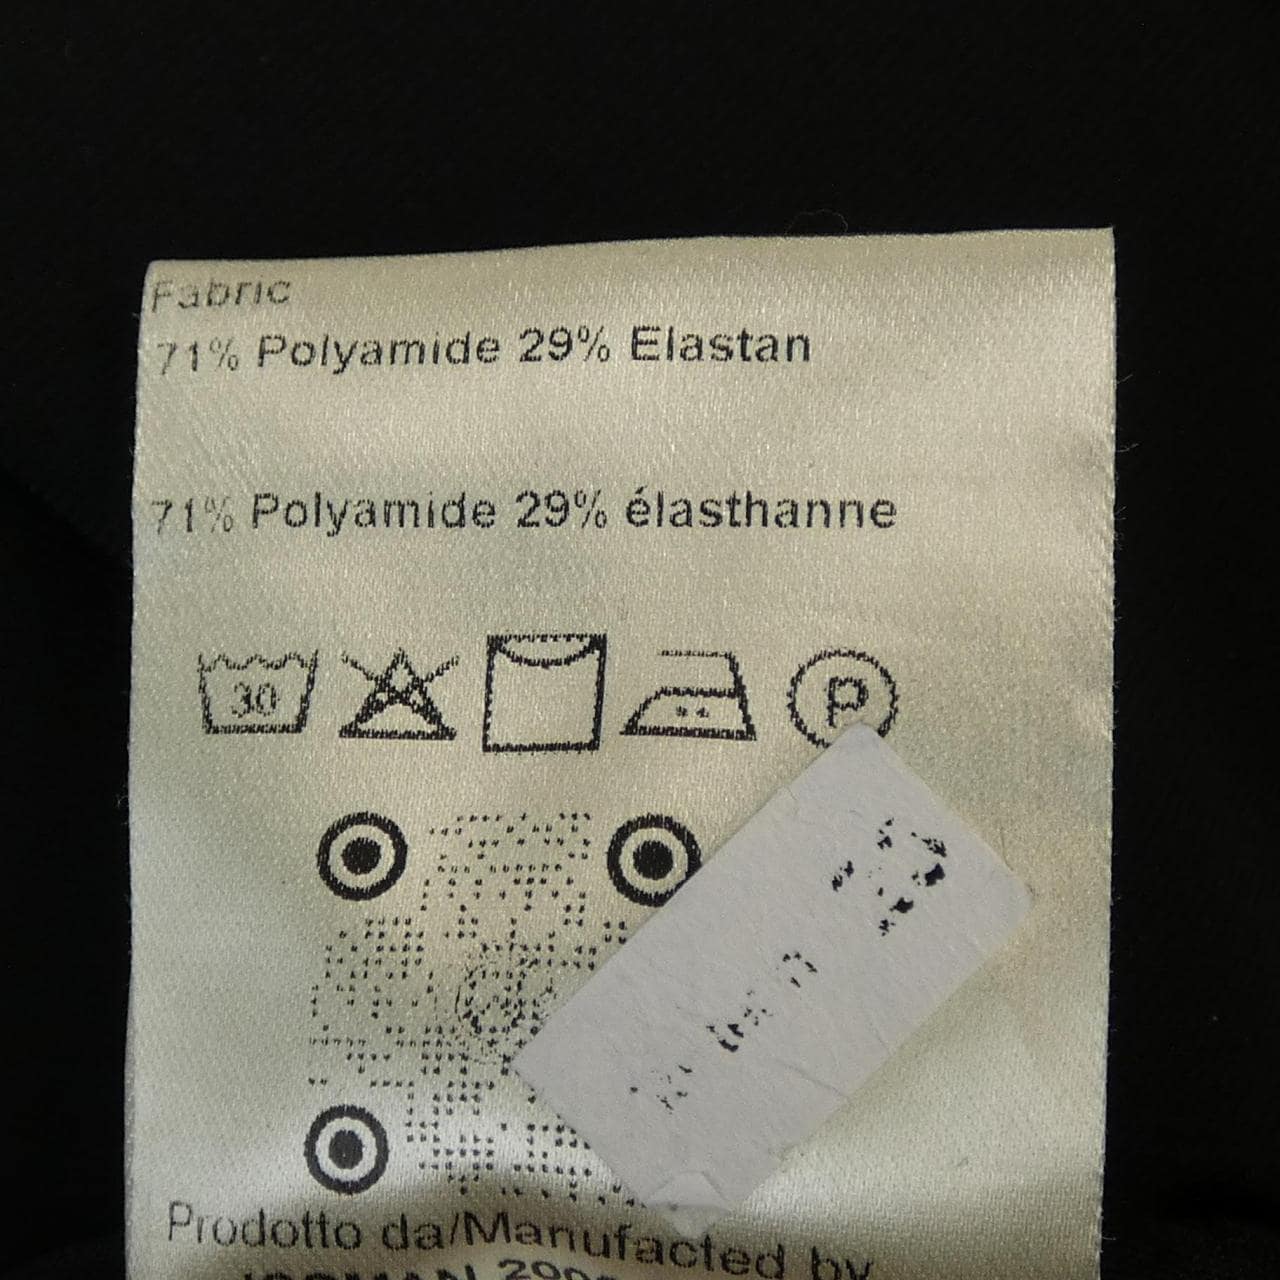 Fabric
71% Polyamide 29% Elastan
71% Polyamide 29% élasthanne
30
P
Prodotto da/Manufacted by